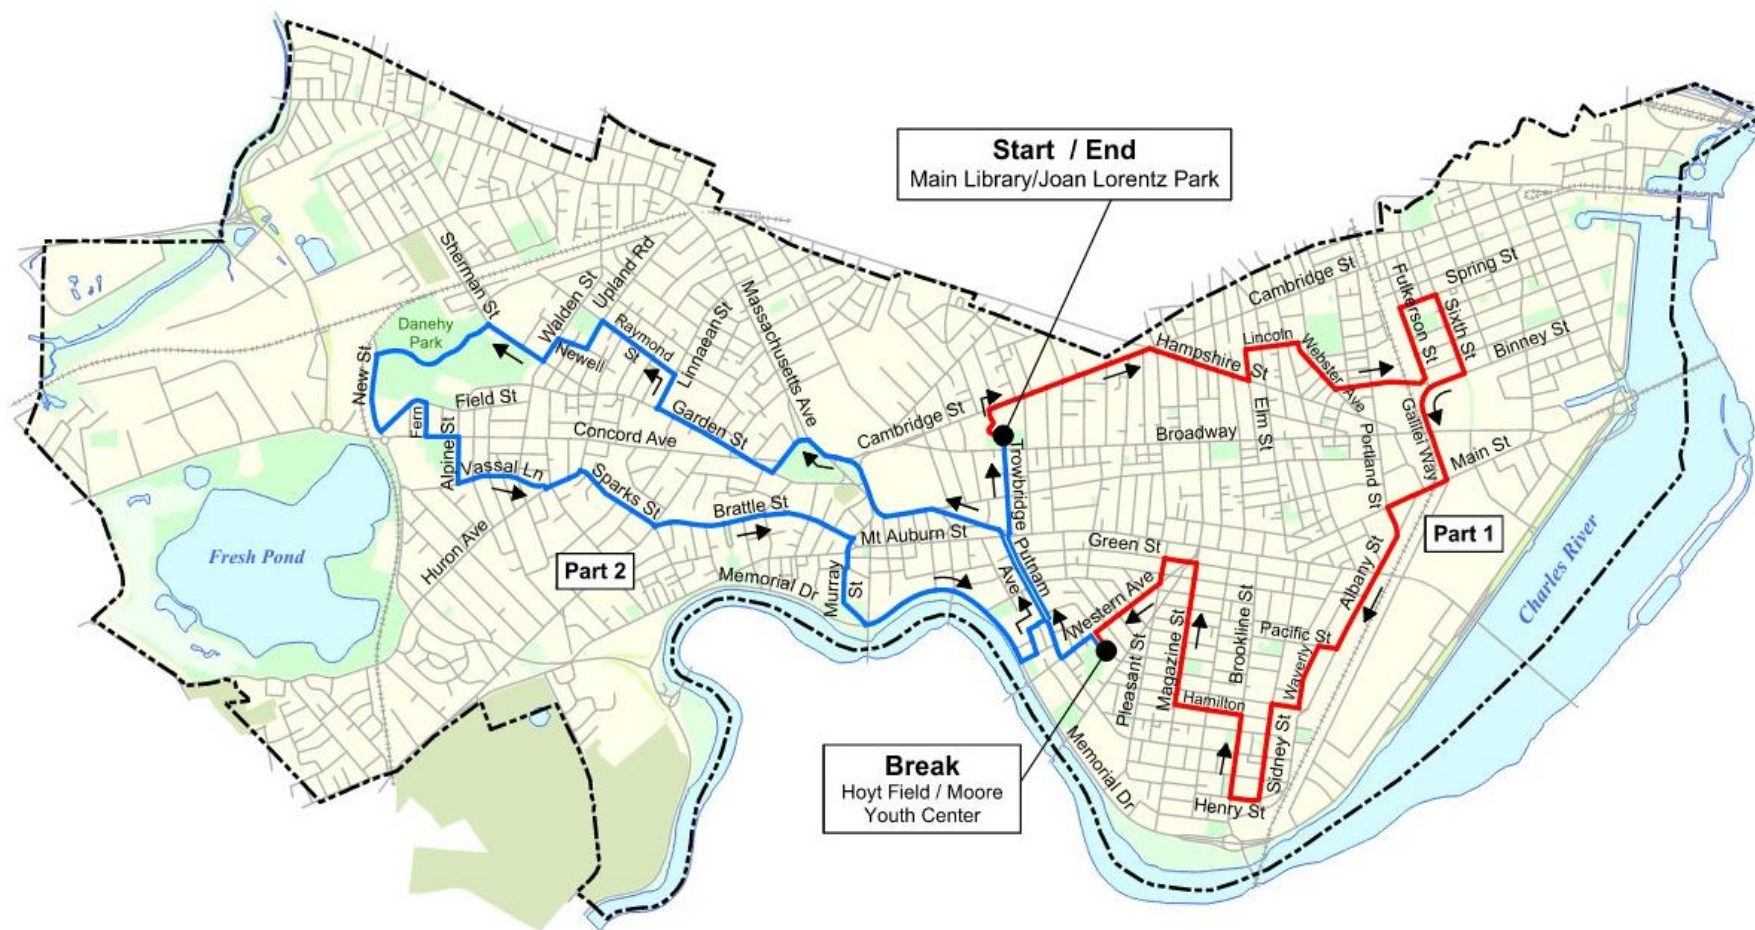 Start / End
Main Library/Joan Lorentz Park
Sherman St
Walden St
Upland Rd
Danehy
Park
Newell
Raymond
St
Linnaean St
Massachusetts Ave
New St
Field St
Fern
Alpine St
Concord Ave
Garden St
Cambridge St
Vassal Ln
Sparks St
Brattle St
Mt Auburn St
Huron Ave
Fresh Pond
Part 2
Memorial Dr
Murray
St
Trowbridge
Putnam
Ave
Cambridge St
Hampshire St
Lincoln
Webster Ave
Fulkerson St
Spring St
Sixth St
Binney St
Broadway
Elm St
Portland St
Galilei Way
Main St
Part 1
Charles River
Green St
Western Ave
Albany St
Pleasant St
Magazine St
Brookline St
Pacific St
Waverly
Hamilton
Sidney St
Henry St
Memorial Dr
Break
Hoyt Field / Moore
Youth Center